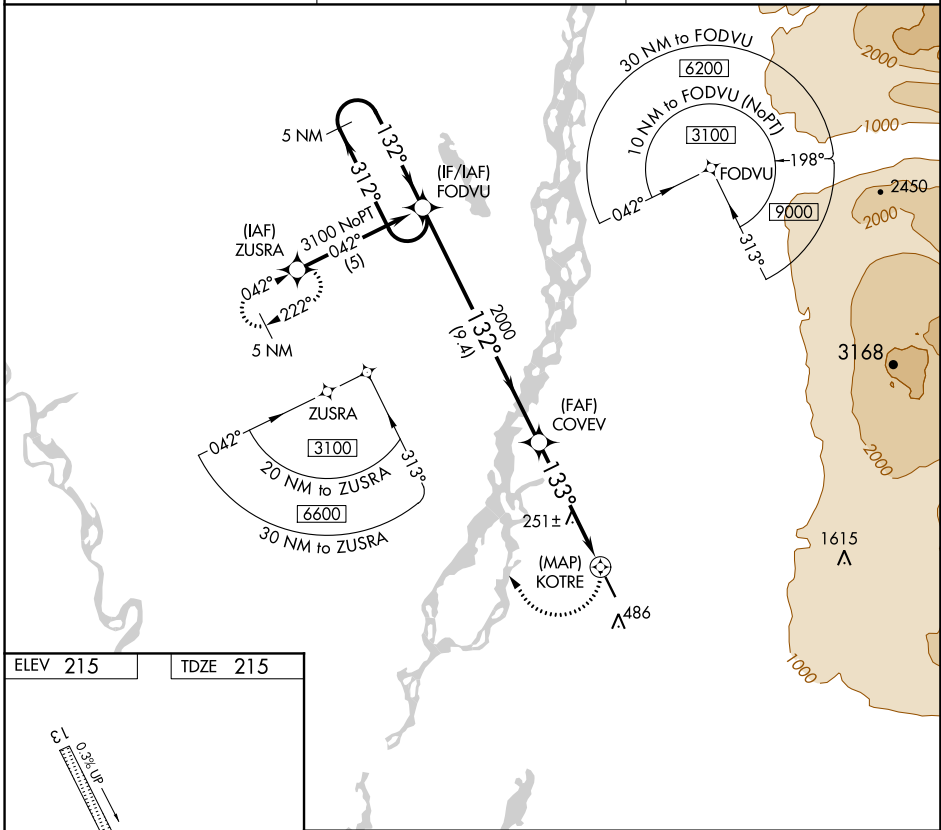 30 NM to FODVU
6200
10 NM to FODVU (NoPT)
3100
FODVU
198°
042°
9000
313°
2000
1000
2450
2000
3168
2000
1615
1000
5 NM
132°
312°
(IF/IAF)
FODVU
(IAF)
ZUSRA
3100 NoPT
042°
(5)
042°
222°
5 NM
2000
132°
(9.4)
ZUSRA
042°
3100
313°
20 NM to ZUSRA
6600
30 NM to ZUSRA
(FAF)
COVEV
133°
251±
(MAP)
KOTRE
486
ELEV 215
TDZE 215
13
0.3% UP